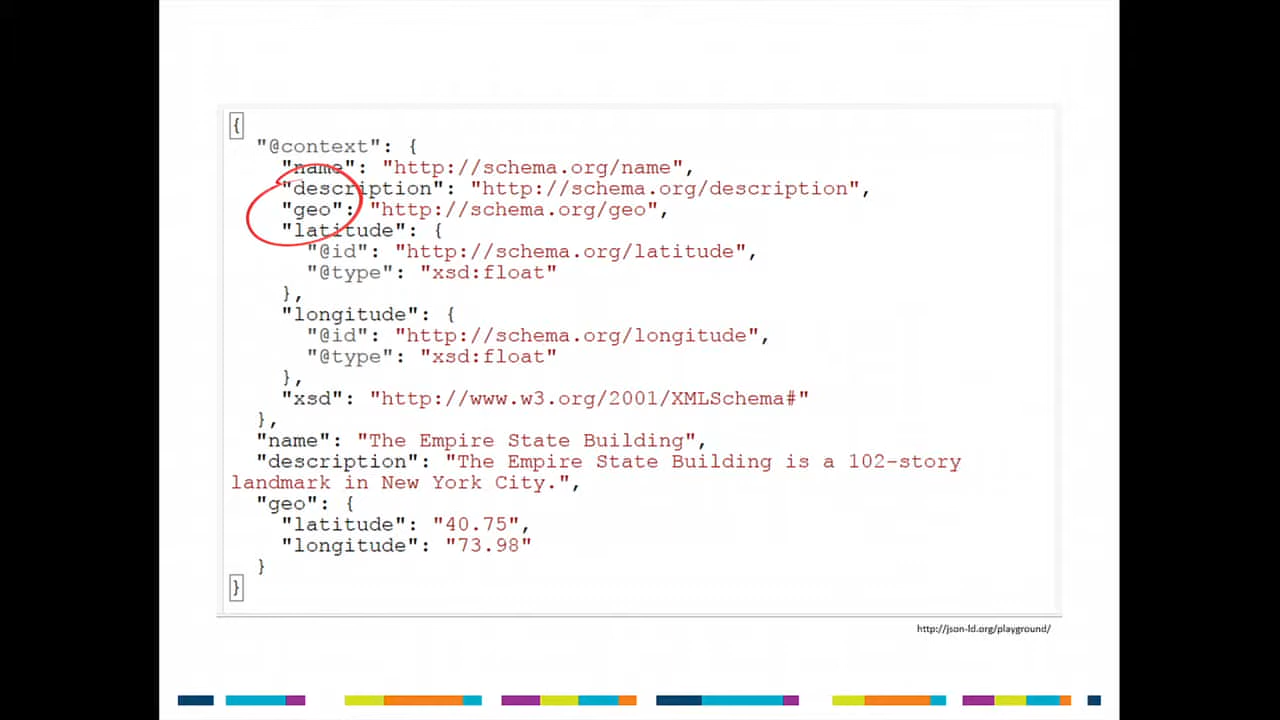 {
"@context": {
"name": "http://schema.org/name",
"description": "http://schema.org/description",
"geo": "http://schema.org/geo",
"latitude": {
"@id": "http://schema.org/latitude",
"@type": "xsd:float"
},
"longitude": {
"@id": "http://schema.org/longitude",
"@type": "xsd:float"
},
"xsd": "http://www.w3.org/2001/XMLSchema#"
},
"name": "The Empire State Building",
"description": "The Empire State Building is a 102-story
landmark in New York City.",
"geo": {
"latitude": "40.75",
"longitude": "73.98"
}
}
http://json-ld.org/playground/